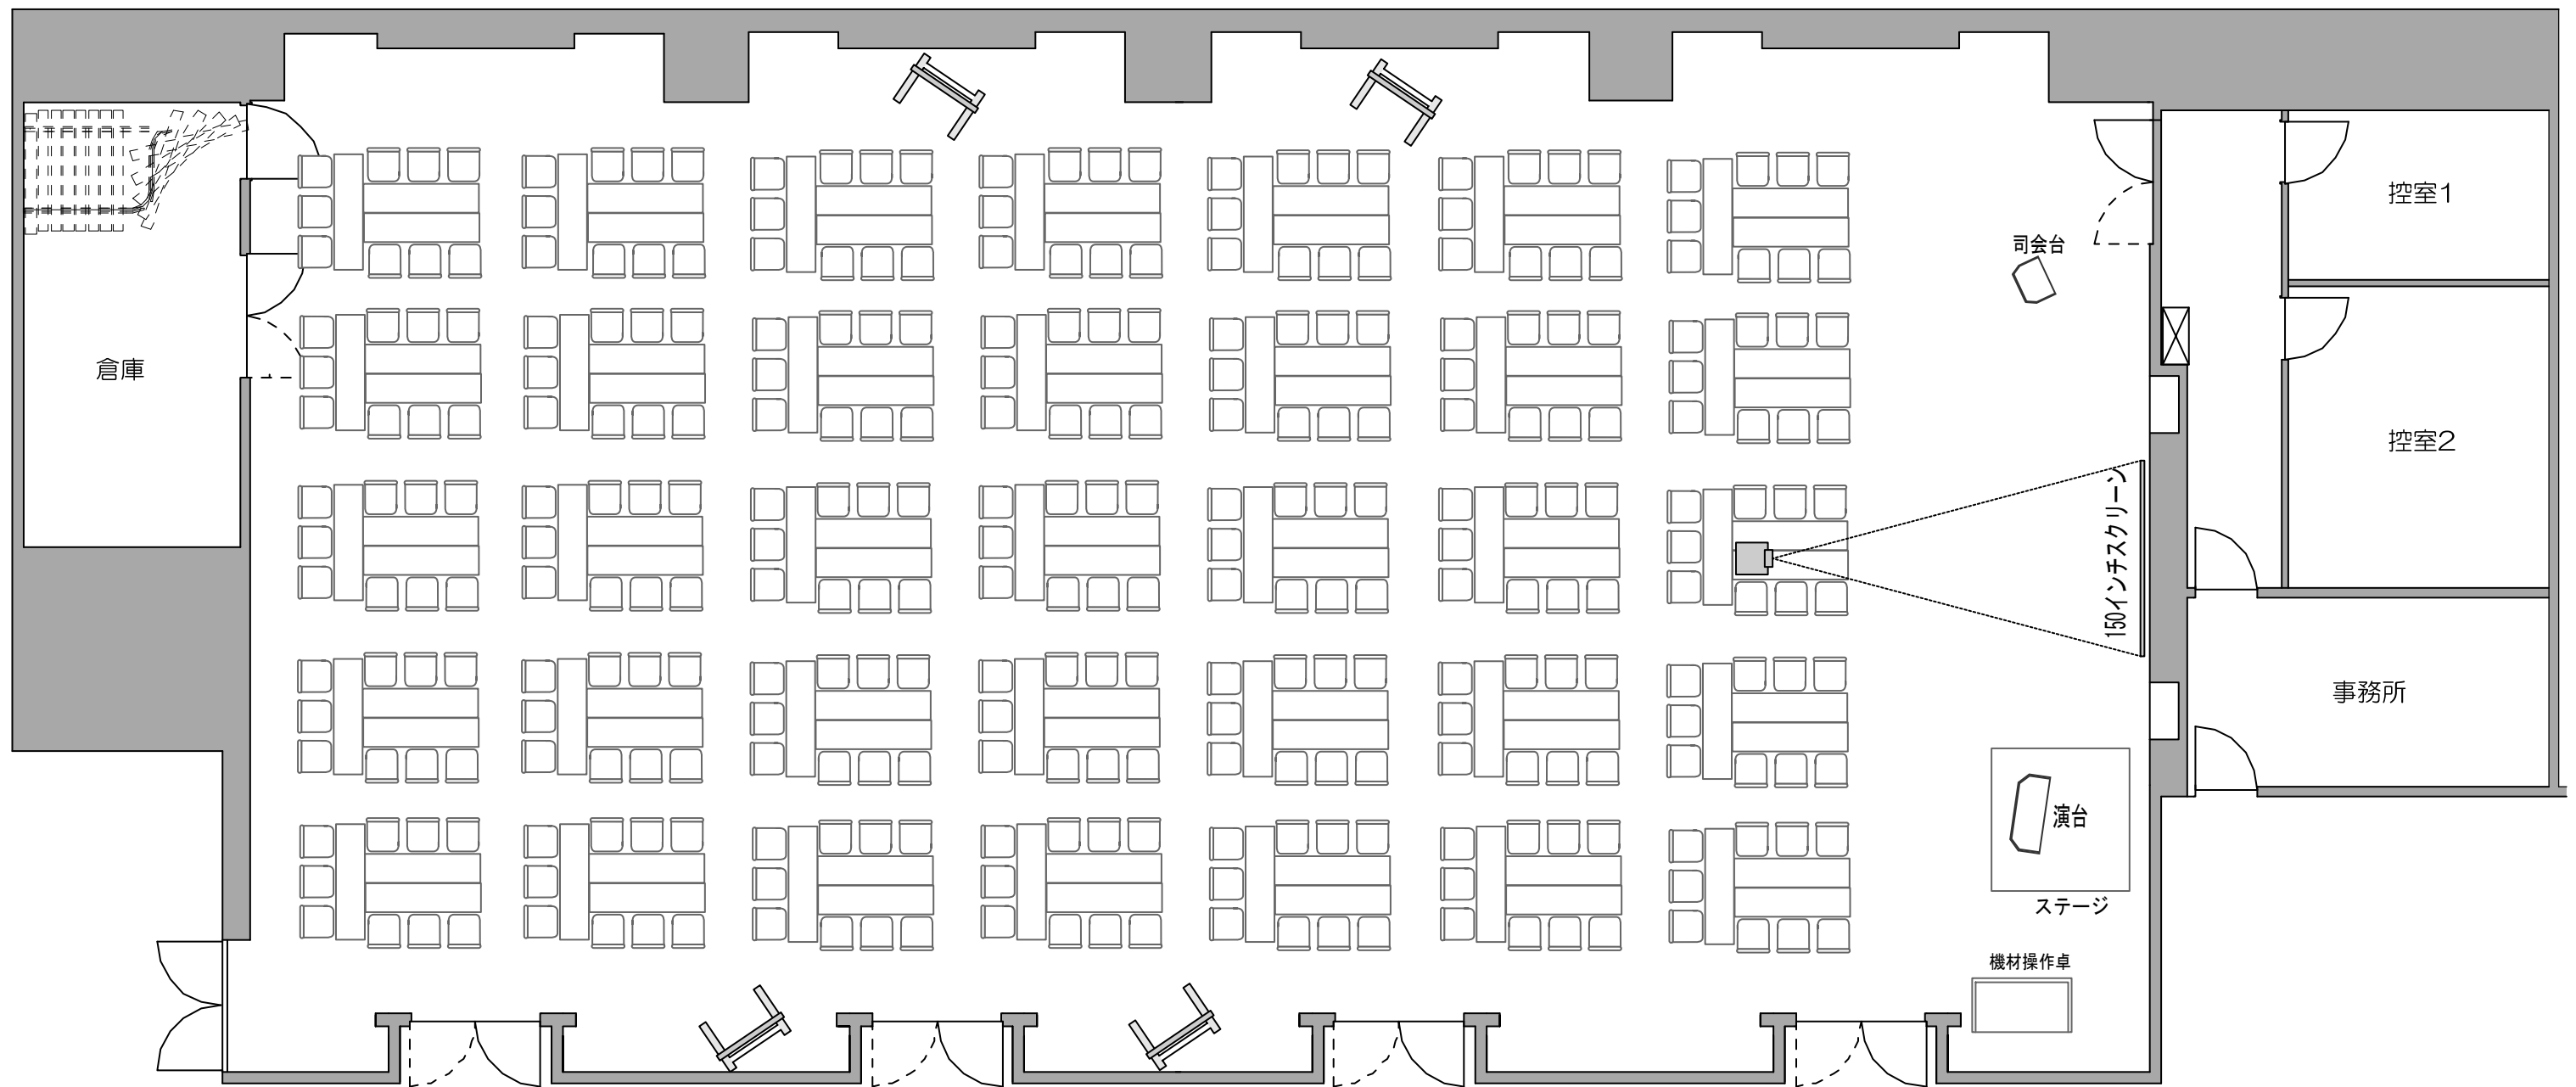 控室1
司会台
倉庫
控室2
150インチスクリーン
事務所
演台
ステージ
機材操作卓